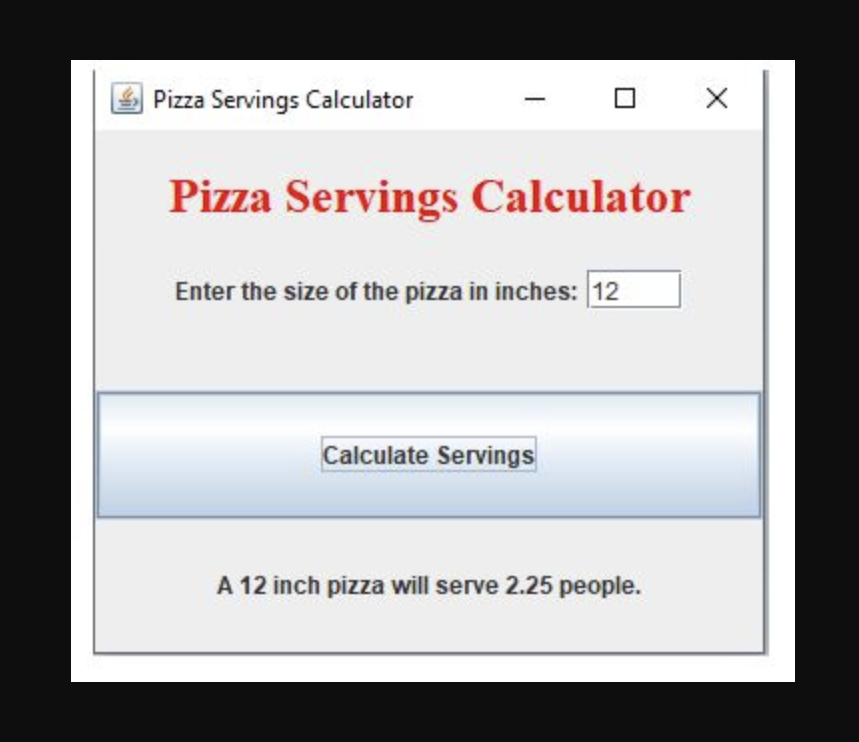 Pizza Servings Calculator
Pizza Servings Calculator
Enter the size of the pizza in inches: 12
Calculate Servings
A 12 inch pizza will serve 2.25 people.